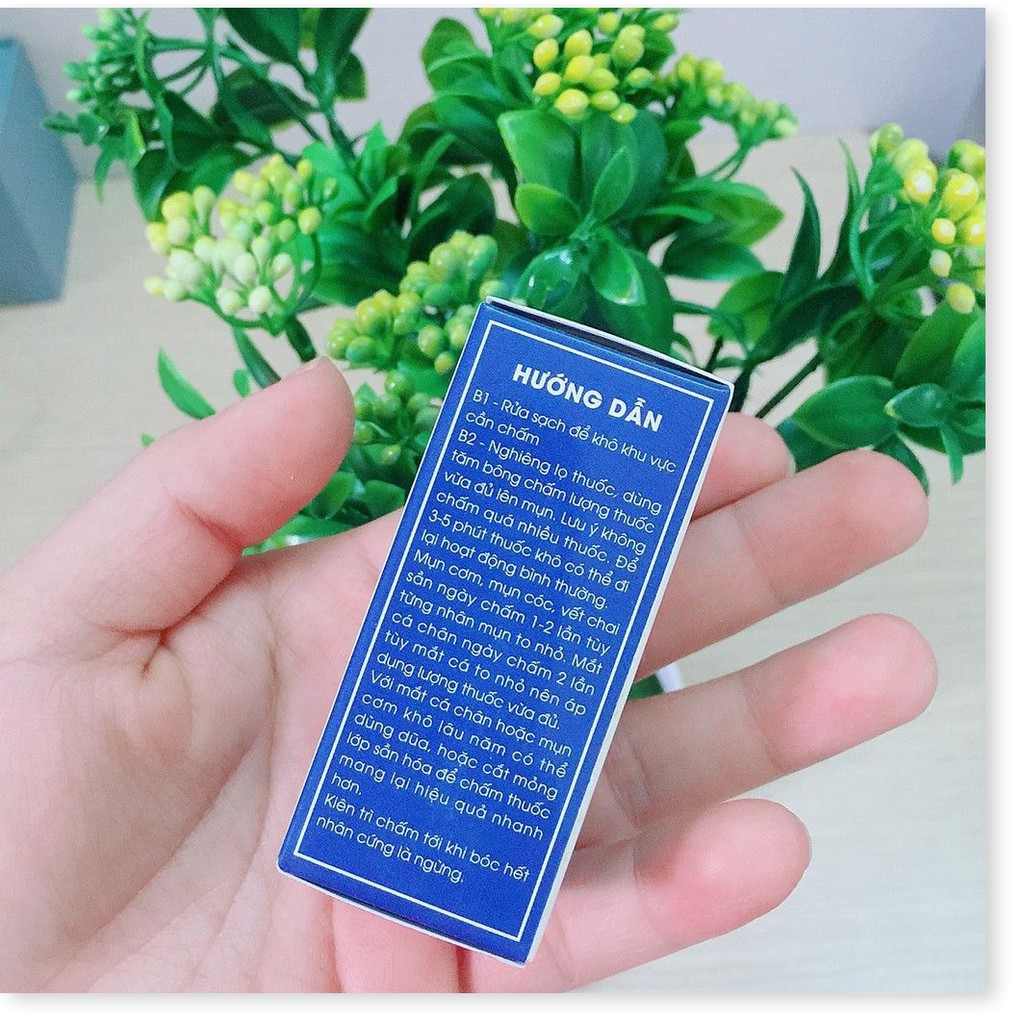 HƯỚNG DẪN
B1 - Rửa sạch để khô khu vực
cần chấm
B2 - Nghiêng lọ thuốc, dùng
tăm bông chấm lượng thuốc
vừa đủ lên mụn. Lưu ý không
chấm quá nhiều thuốc. Để
3-5 phút thuốc khô có thể đi
lại hoạt động bình thường.
Mụn cơm, mụn cóc, vết chai
sần ngày chấm 1-2 lần tùy
từng nhân mụn to nhỏ. Mắt
cá chân ngày chấm 2 lần
tùy mắt cá to nhỏ nên áp
dụng lượng thuốc vừa đủ.
Với mắt cá chân hoặc mụn
cơm khô lâu năm có thể
dùng dũa, hoặc cắt mỏng
lớp sần hóa để chấm thuốc
mang lại hiệu quả nhanh
hơn.
Kiên trì chấm tới khi bóc hết
nhân cứng là ngừng.